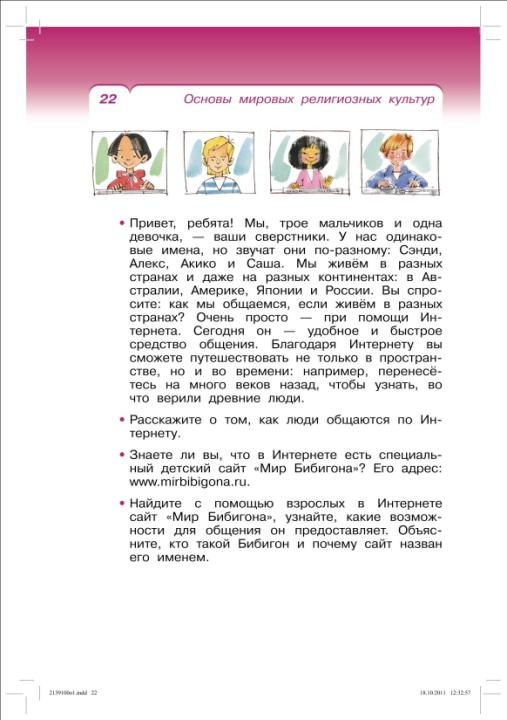 22
Основы мировых религиозных культур
• Привет, ребята! Мы, трое мальчиков и одна
девочка, — ваши сверстники. У нас одинако-
вые имена, но звучат они по-разному: Сэнди,
Алекс, Акико и Саша. Мы живём в разных
странах и даже на разных континентах: в Ав-
стралии, Америке, Японии и России. Вы спро-
сите: как мы общаемся, если живём в разных
странах? Очень просто — при помощи Ин-
тернета. Сегодня он — удобное и быстрое
средство общения. Благодаря Интернету вы
сможете путешествовать не только в простран-
стве, но и во времени: например, перенесё-
тесь на много веков назад, чтобы узнать, во
что верили древние люди.
• Расскажите о том, как люди общаются по Ин-
тернету.
• Знаете ли вы, что в Интернете есть специаль-
ный детский сайт «Мир Бибигона»? Его адрес:
www.mirbibigona.ru.
• Найдите с помощью взрослых в Интернете
сайт «Мир Бибигона», узнайте, какие возмож-
ности для общения он предоставляет. Объяс-
ните, кто такой Бибигон и почему сайт назван
его именем.
2139100o1.indd 22
18.10.2011 12:32:57